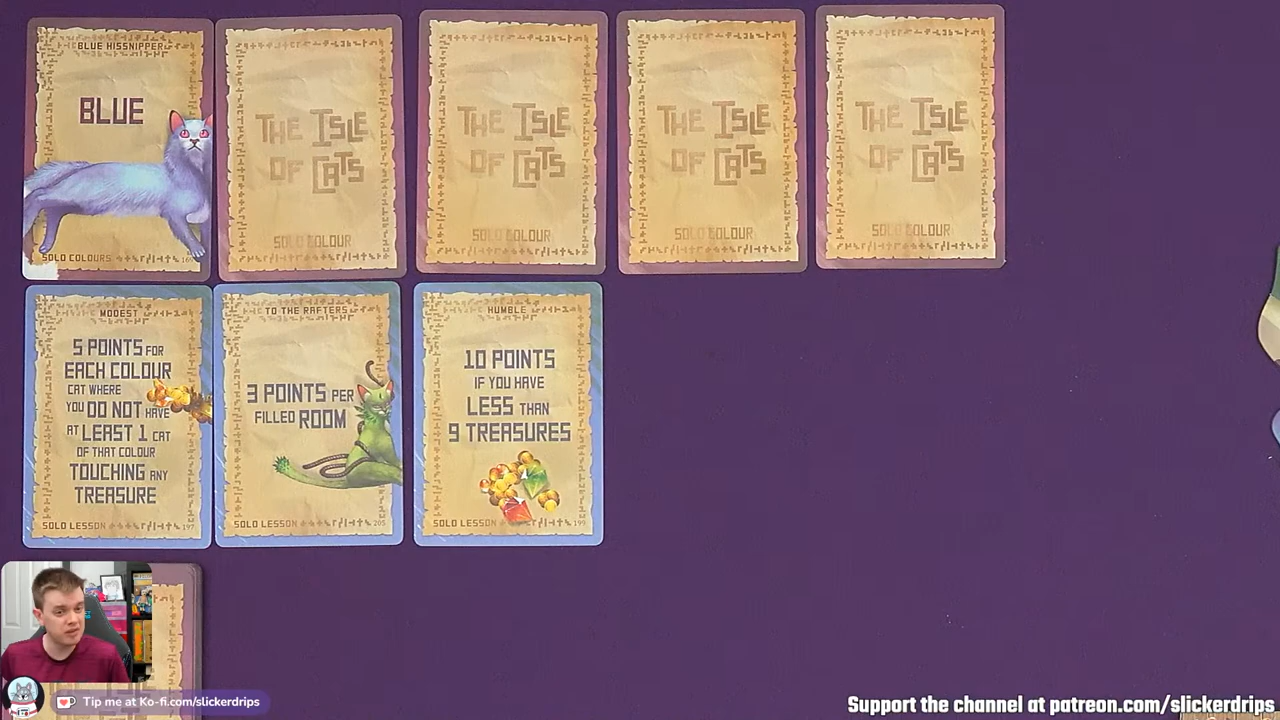 BLUE HISSNIPPER
BLUE
SOLO COLOURS
THE ISLE
OF CATS
SOLO COLOUR
THE ISLE
OF CATS
SOLO COLOUR
THE ISLE
OF CATS
SOLO COLOUR
THE ISLE
OF CATS
SOLO COLOUR
MODEST
5 POINTS FOR
EACH COLOUR
CAT WHERE
YOU DO NOT HAVE
AT LEAST 1 CAT
OF THAT COLOUR
TOUCHING ANY
TREASURE
SOLO LESSON
197
TO THE RAFTERS
3 POINTS PER
FILLED ROOM
SOLO LESSON
205
HUMBLE
10 POINTS
IF YOU HAVE
LESS THAN
9 TREASURES
SOLO LESSON
199
Tip me at Ko-fi.com/slickerdrips
Support the channel at patreon.com/slickerdrips